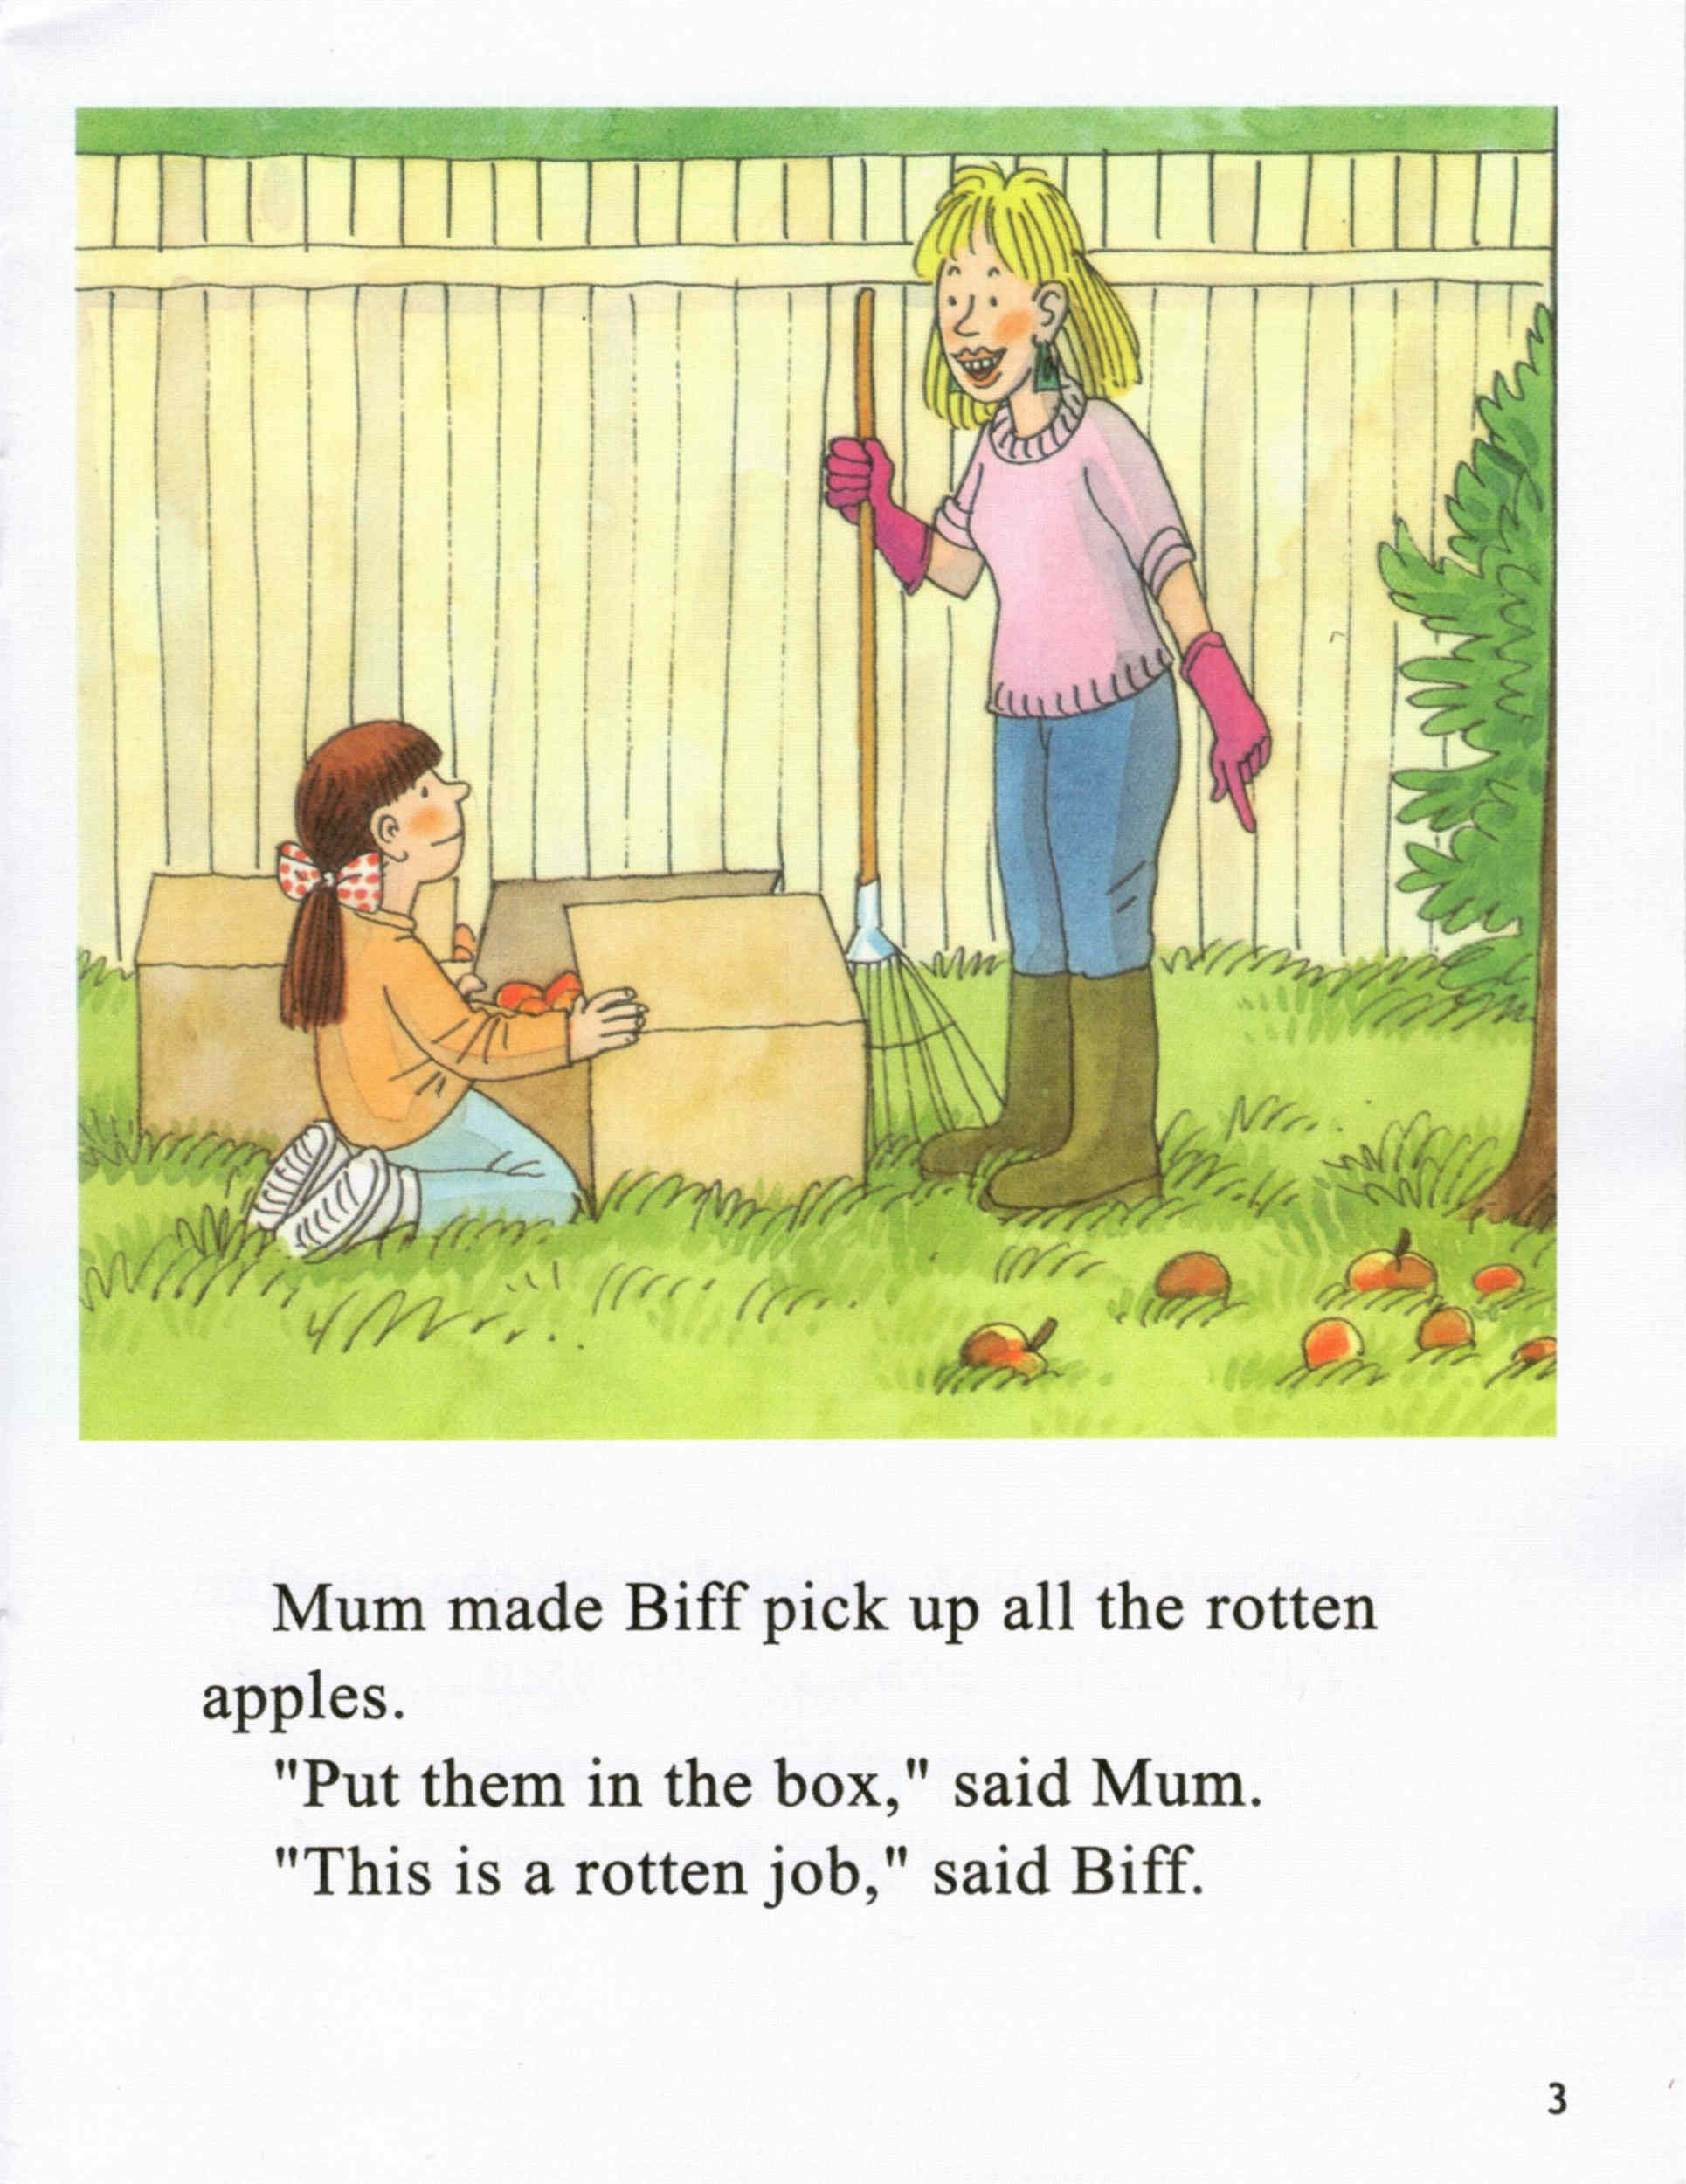 Mum made Biff pick up all the rotten
apples.
"Put them in the box," said Mum.
"This is a rotten job," said Biff.
3